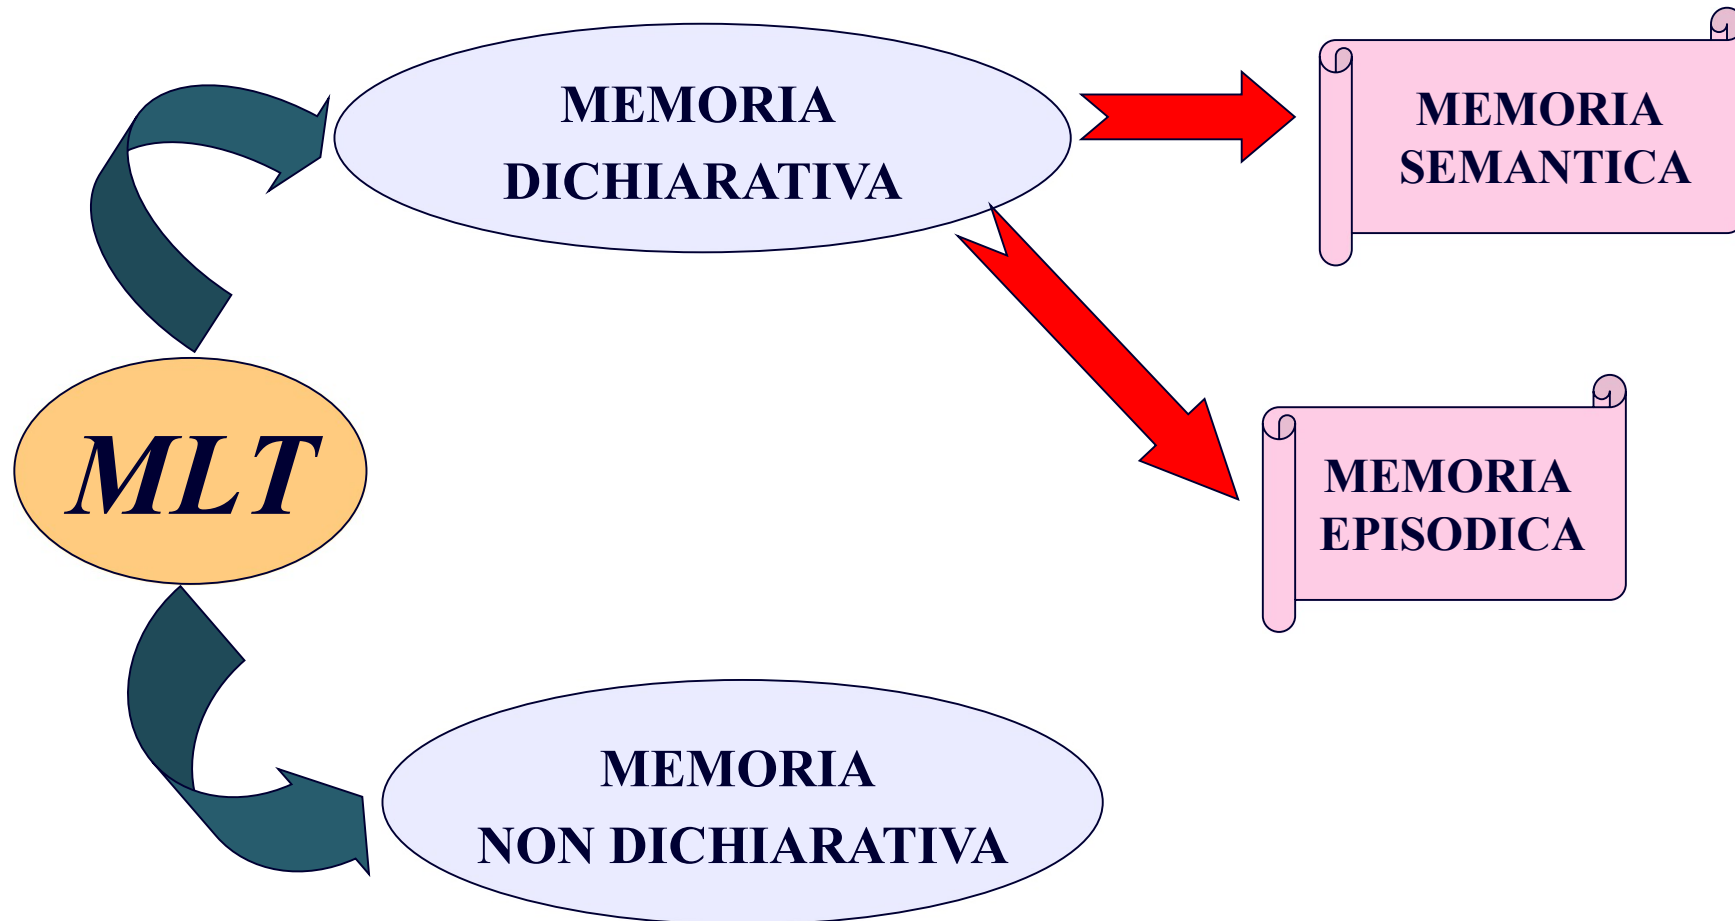 MEMORIA
DICHIARATIVA
MEMORIA
SEMANTICA
MLT
MEMORIA
EPISODICA
MEMORIA
NON DICHIARATIVA